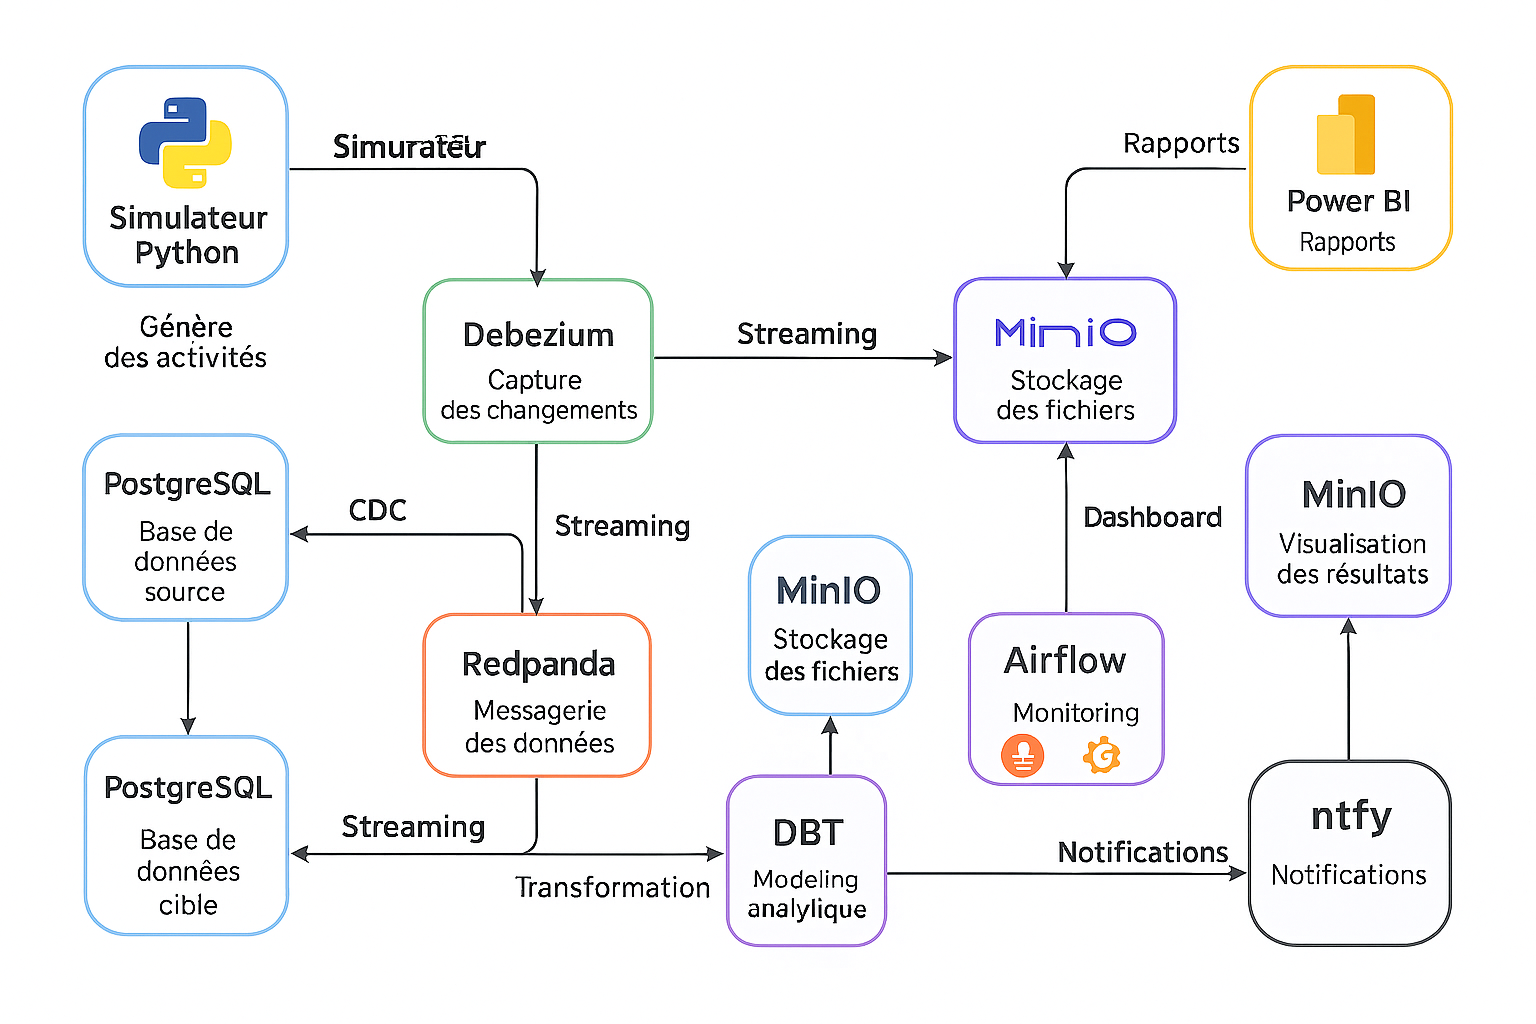 Simulateur
Python
Génère
des activités
Simurateur
Debezium
Capture
des changements
Streaming
MiniO
Stockage
des fichiers
Rapports
Power BI
Rapports
PostgreSQL
Base de
données
source
CDC
Streaming
Redpanda
Messagerie
des données
MinIO
Stockage
des fichiers
Dashboard
Airflow
Monitoring
MinIO
Visualisation
des résultats
PostgreSQL
Base de
donnêes
cible
Streaming
Transformation
DBT
Modeling
analylique
Notifications
ntfy
Notifications